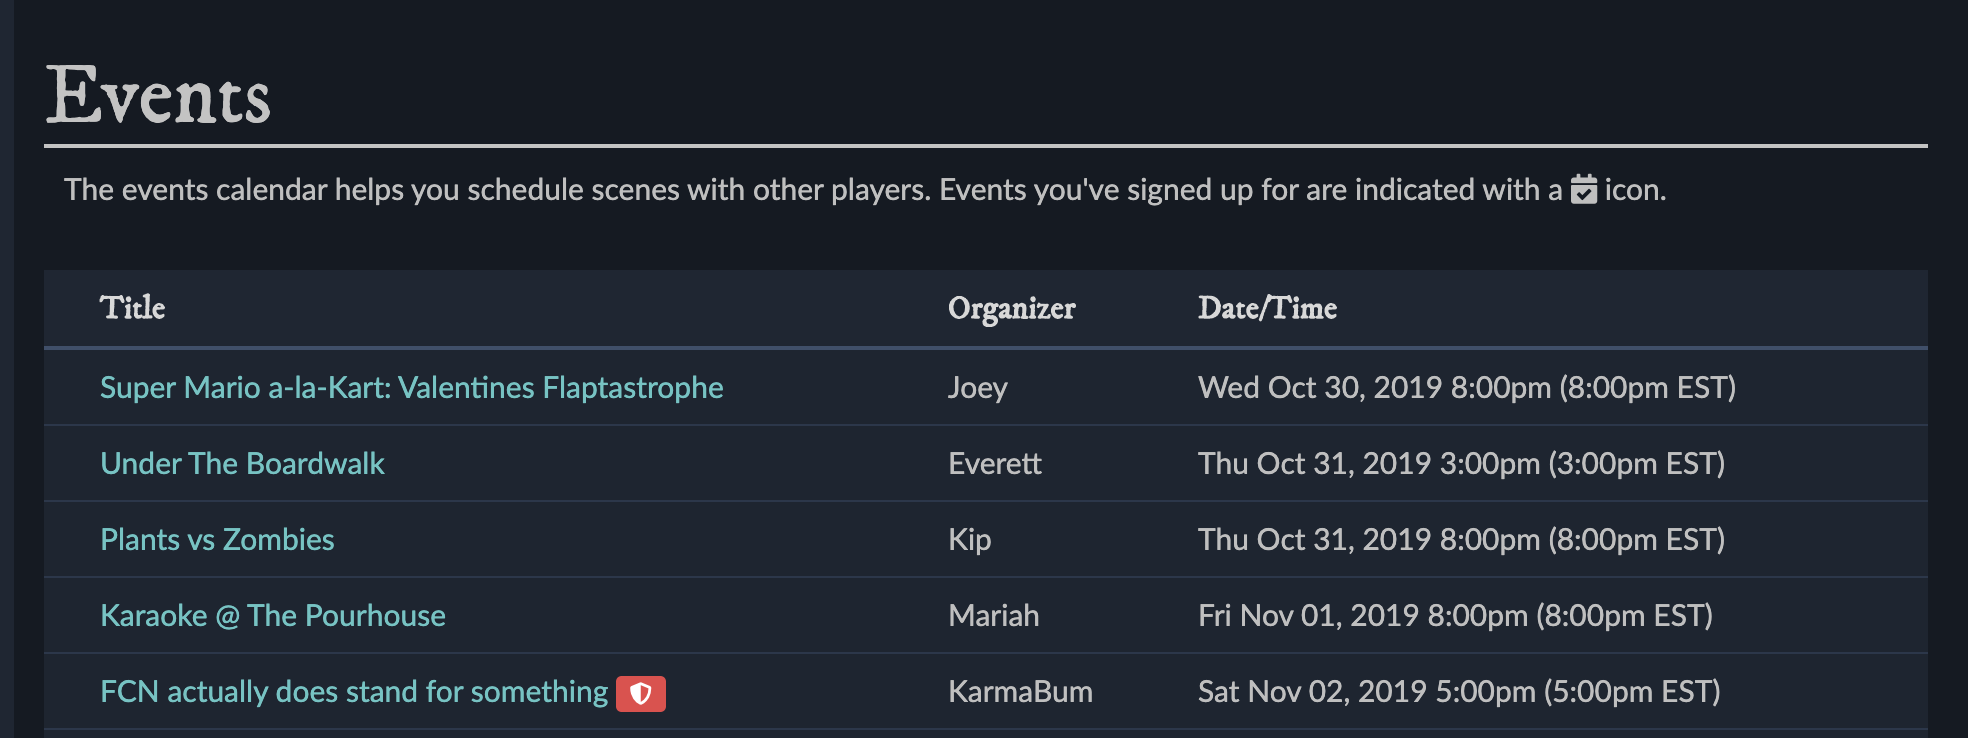 Events
The events calendar helps you schedule scenes with other players. Events you've signed up for are indicated with a icon.
Title Organizer Date/Time
Super Mario a-la-Kart: Valentines Flaptastrophe Joey Wed Oct 30, 2019 8:00pm (8:00pm EST)
Under The Boardwalk Everett Thu Oct 31, 2019 3:00pm (3:00pm EST)
Plants vs Zombies Kip Thu Oct 31, 2019 8:00pm (8:00pm EST)
Karaoke @ The Pourhouse Mariah Fri Nov 01, 2019 8:00pm (8:00pm EST)
FCN actually does stand for something KarmaBum Sat Nov 02, 2019 5:00pm (5:00pm EST)